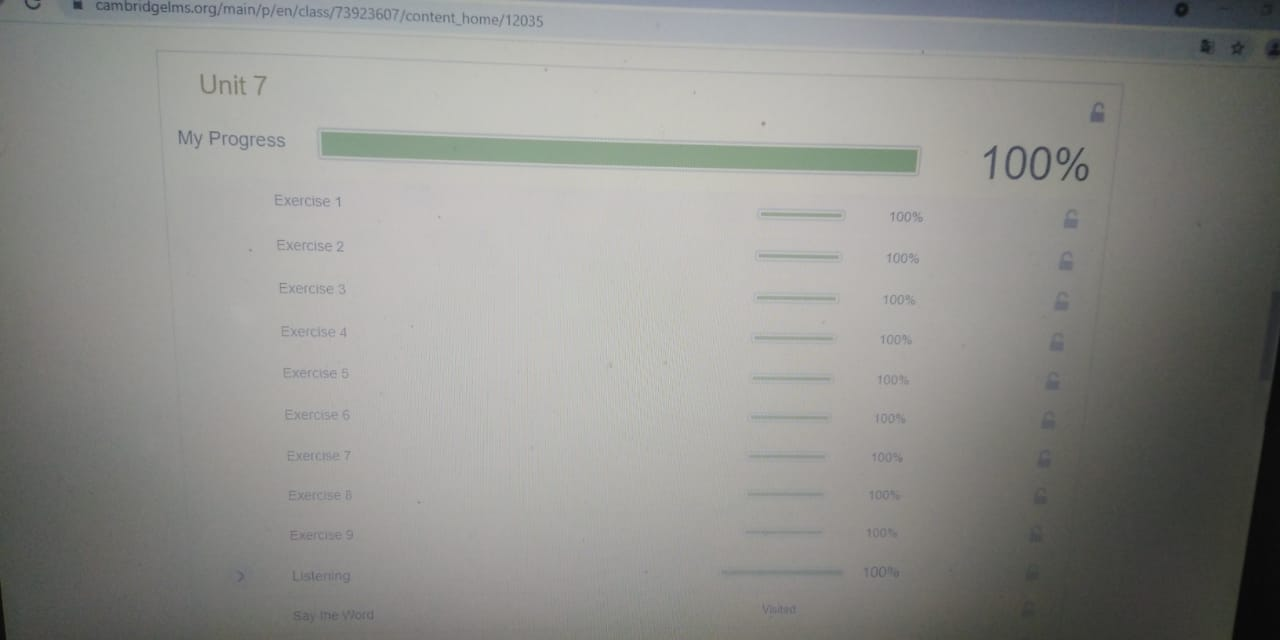 cambridgelms.org/main/p/en/class/73923607/content_home/12035
Unit 7
My Progress 100%
Exercise 1 100%
Exercise 2 100%
Exercise 3 100%
Exercise 4 100%
Exercise 5 100%
Exercise 6 100%
Exercise 7 100%
Exercise 8 100%
Exercise 9 100%
Listening 100%
Say the Word Visited